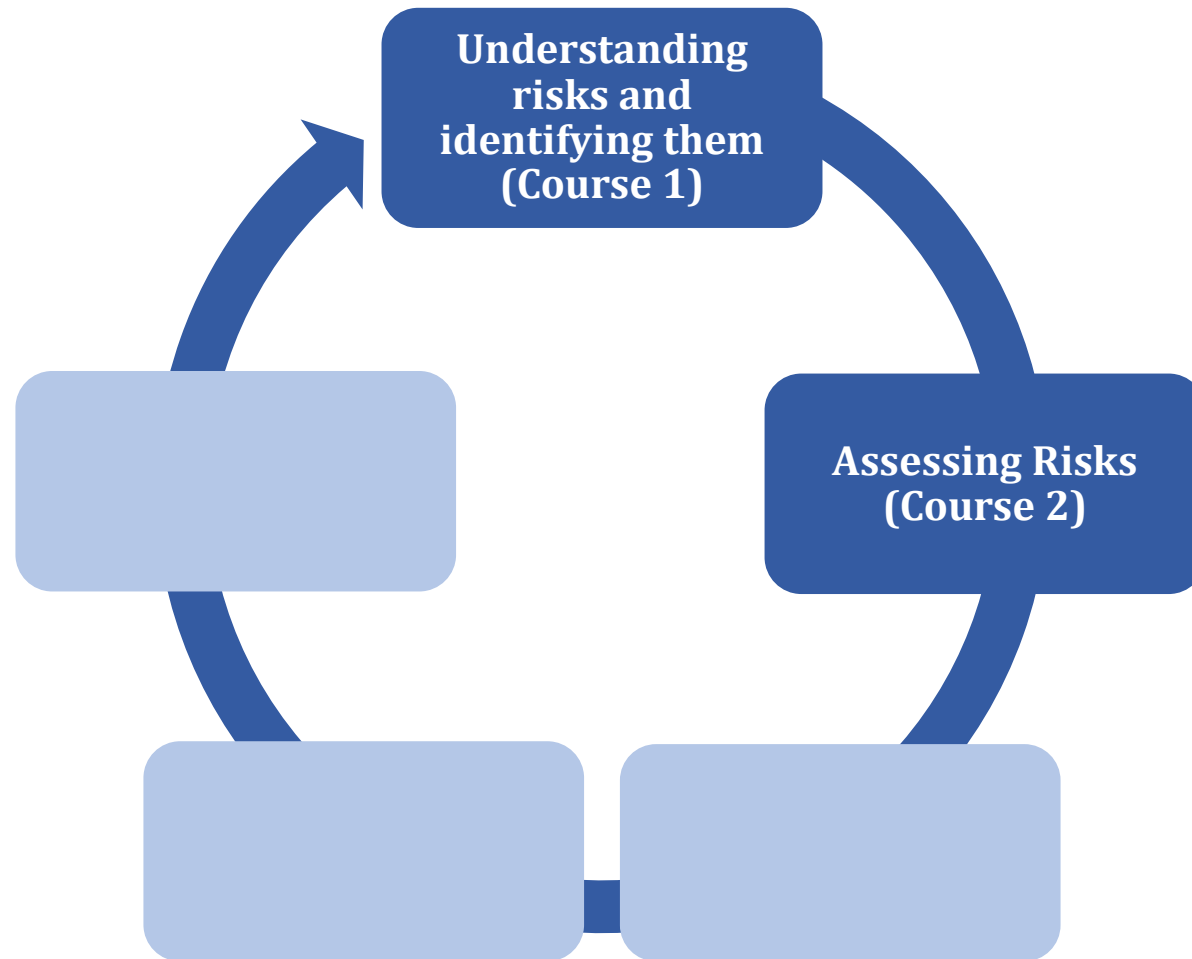 Understanding
risks and
identifying them
(Course 1)
Assessing Risks
(Course 2)